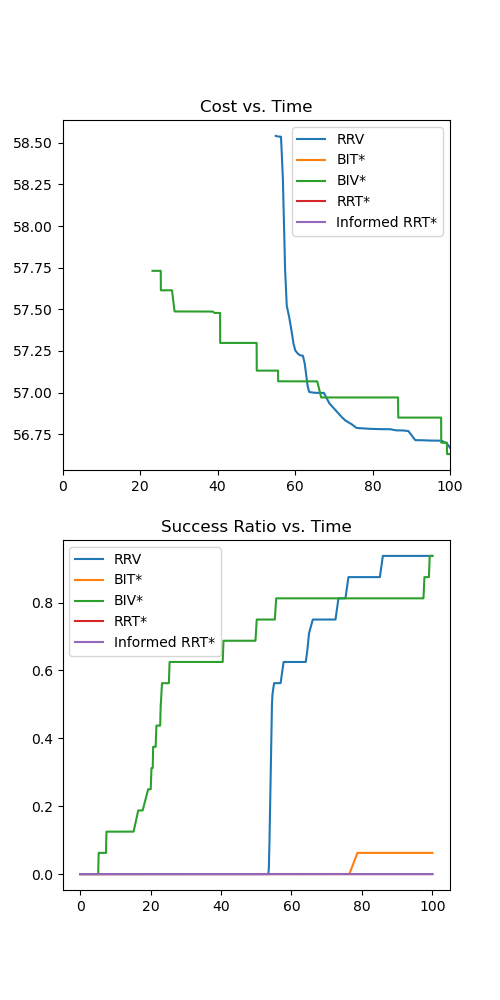 Cost vs. Time
58.50
58.25
58.00
57.75
57.50
57.25
57.00
56.75
RRV
BIT*
BIV*
RRT*
Informed RRT*
0 20 40 60 80 100
Success Ratio vs. Time
RRV
BIT*
BIV*
RRT*
Informed RRT*
0.8
0.6
0.4
0.2
0.0
0 20 40 60 80 100